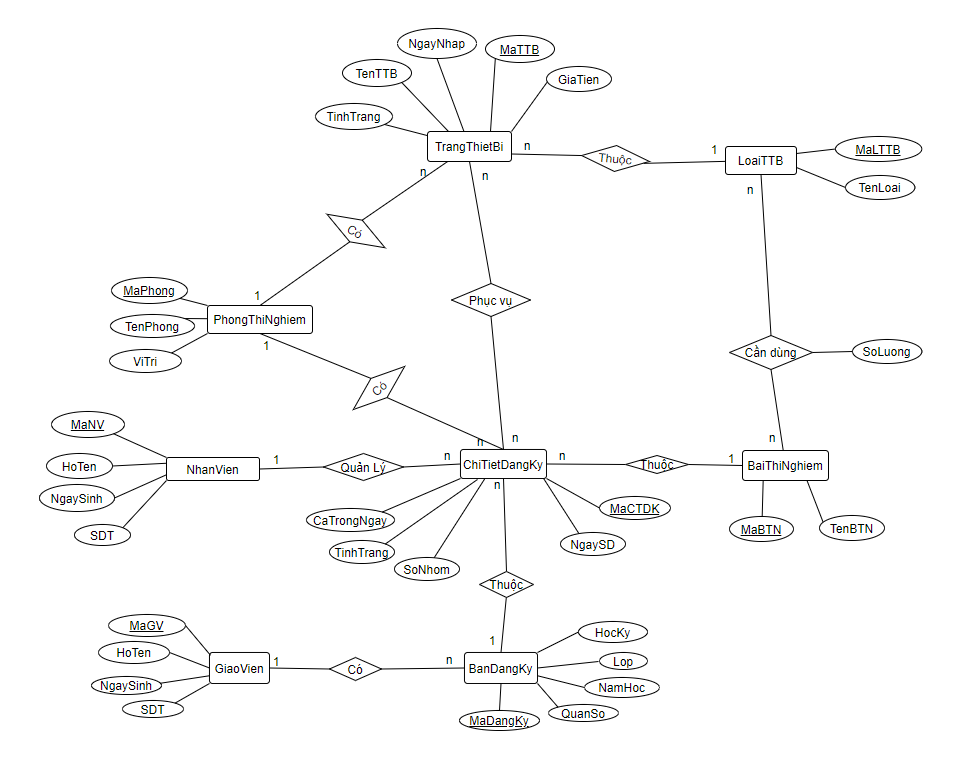 NgayNhap
MaTTB
TenTTB
GiaTien
TinhTrang
TrangThietBi
n
Thuộc
1
LoaiTTB
MaLTTB
TenLoai
n
n
n
Có
1
MaPhong
TenPhong
ViTri
PhongThiNghiem
1
Phục vụ
Cần dùng
SoLuong
Có
n
n
n
MaNV
HoTen
NgaySinh
SDT
NhanVien
1
Quản Lý
n
ChiTietDangKy
n
Thuộc
1
BaiThiNghiem
n
CaTrongNgay
TinhTrang
SoNhom
MaCTDK
NgaySD
MaBTN
TenBTN
Thuộc
1
MaGV
HoTen
NgaySinh
SDT
GiaoVien
1
Có
n
BanDangKy
HocKy
Lop
NamHoc
QuanSo
MaDangKy